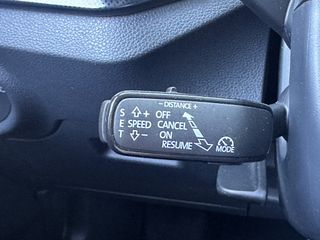 − DISTANCE +
S + OFF
E SPEED CANCEL
T − ON
RESUME
MODE